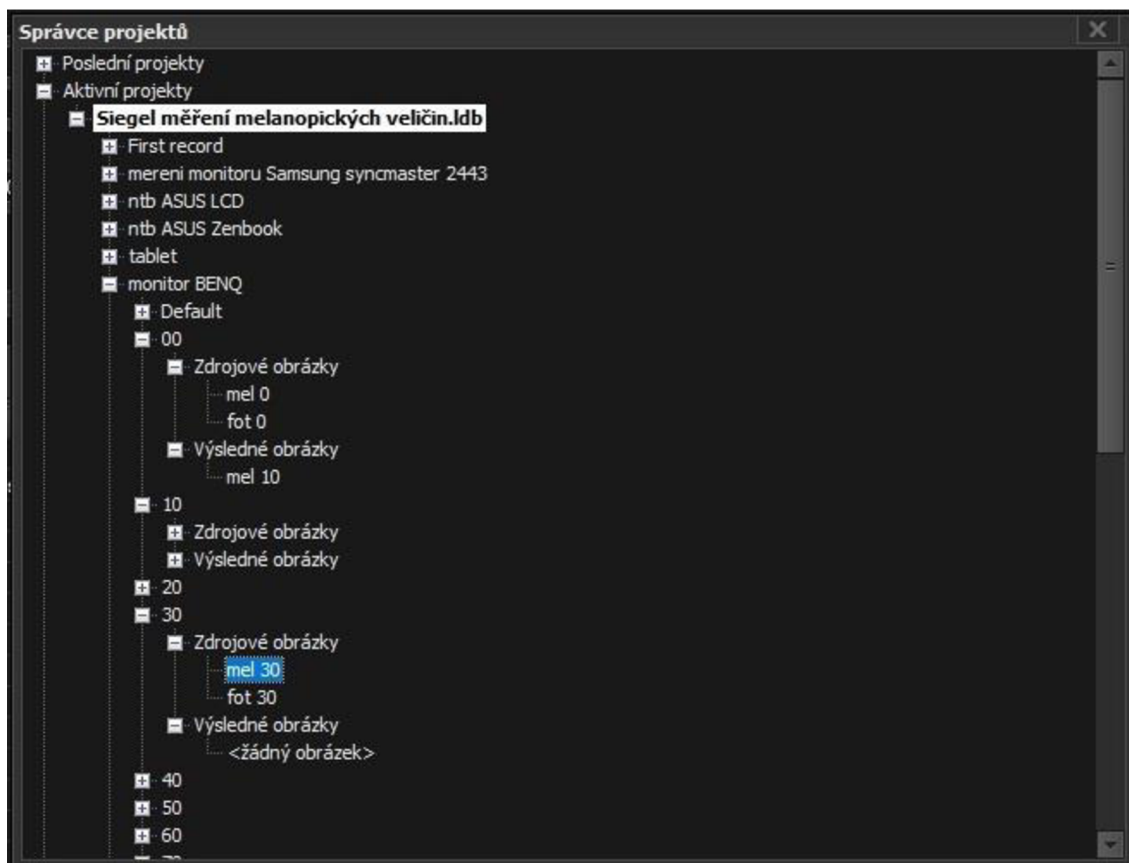 Správce projektů
Poslední projekty
Aktivní projekty
Siegel měření melanopických veličin.ldb
First record
mereni monitoru Samsung syncmaster 2443
ntb ASUS LCD
ntb ASUS Zenbook
tablet
monitor BENQ
Default
00
Zdrojové obrázky
mel 0
fot 0
Výsledné obrázky
mel 10
10
Zdrojové obrázky
Výsledné obrázky
20
30
Zdrojové obrázky
mel 30
fot 30
Výsledné obrázky
<žádný obrázek>
40
50
60